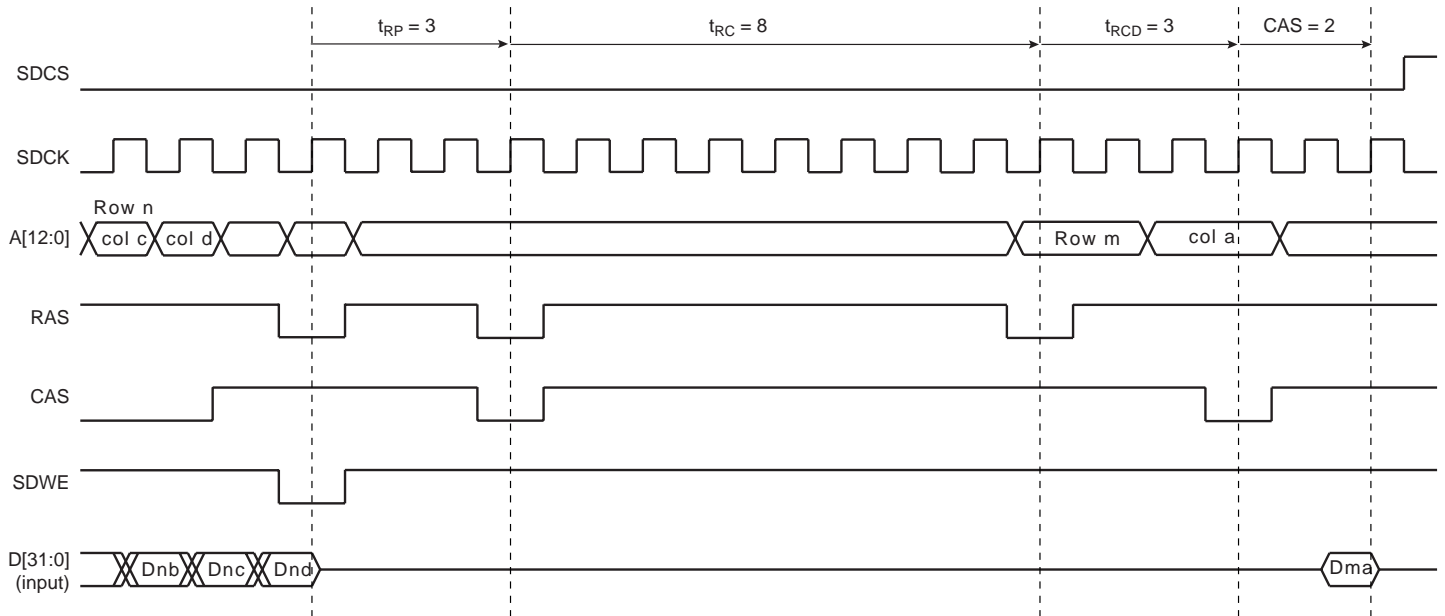 tRP = 3
tRC = 8
tRCD = 3
CAS = 2
SDCS
SDCK
Row n
A[12:0]
col c
col d
Row m
col a
RAS
CAS
SDWE
D[31:0]
(input)
Dnb
Dnc
Dnd
Dma